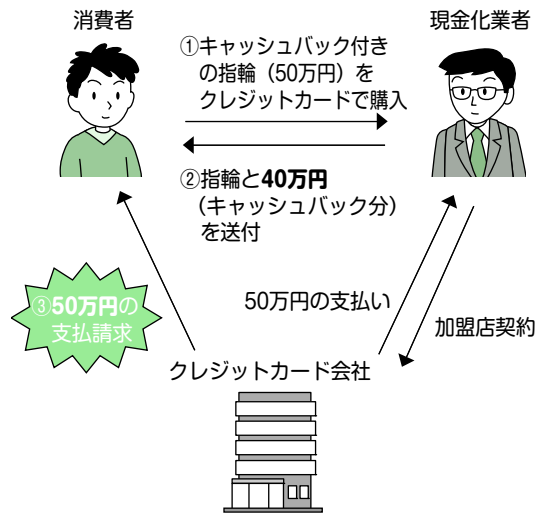 消費者
現金化業者
①キャッシュバック付き
の指輪（50万円）を
クレジットカードで購入
②指輪と40万円
（キャッシュバック分）
を送付
③50万円の
支払請求
50万円の支払い
加盟店契約
クレジットカード会社